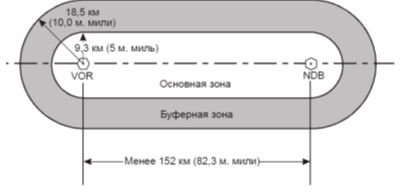 18,5 км
(10,0 м. мили)
9,3 км (5 м. миль)
VOR
NDB
Основная зона
Буферная зона
Менее 152 км (82,3 м. мили)